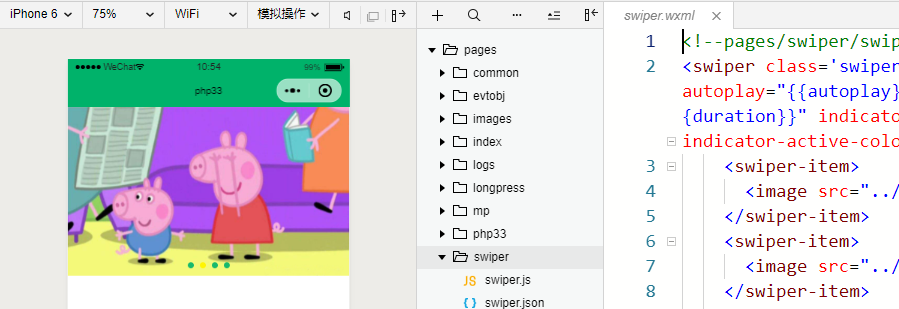 iPhone 6
75%
WiFi
模拟操作
WeChat
10:54
99%
php33
pages
common
evtobj
images
index
logs
longpress
mp
php33
swiper
JS swiper.js
{ } swiper.json
swiper.wxml
1 <!--pages/swiper/swip
2 <swiper class='swiper
autoplay="{{autoplay}
{duration}}" indicato
indicator-active-colo
3 <swiper-item>
4 <image src="../
5 </swiper-item>
6 <swiper-item>
7 <image src="../
8 </swiper-item>